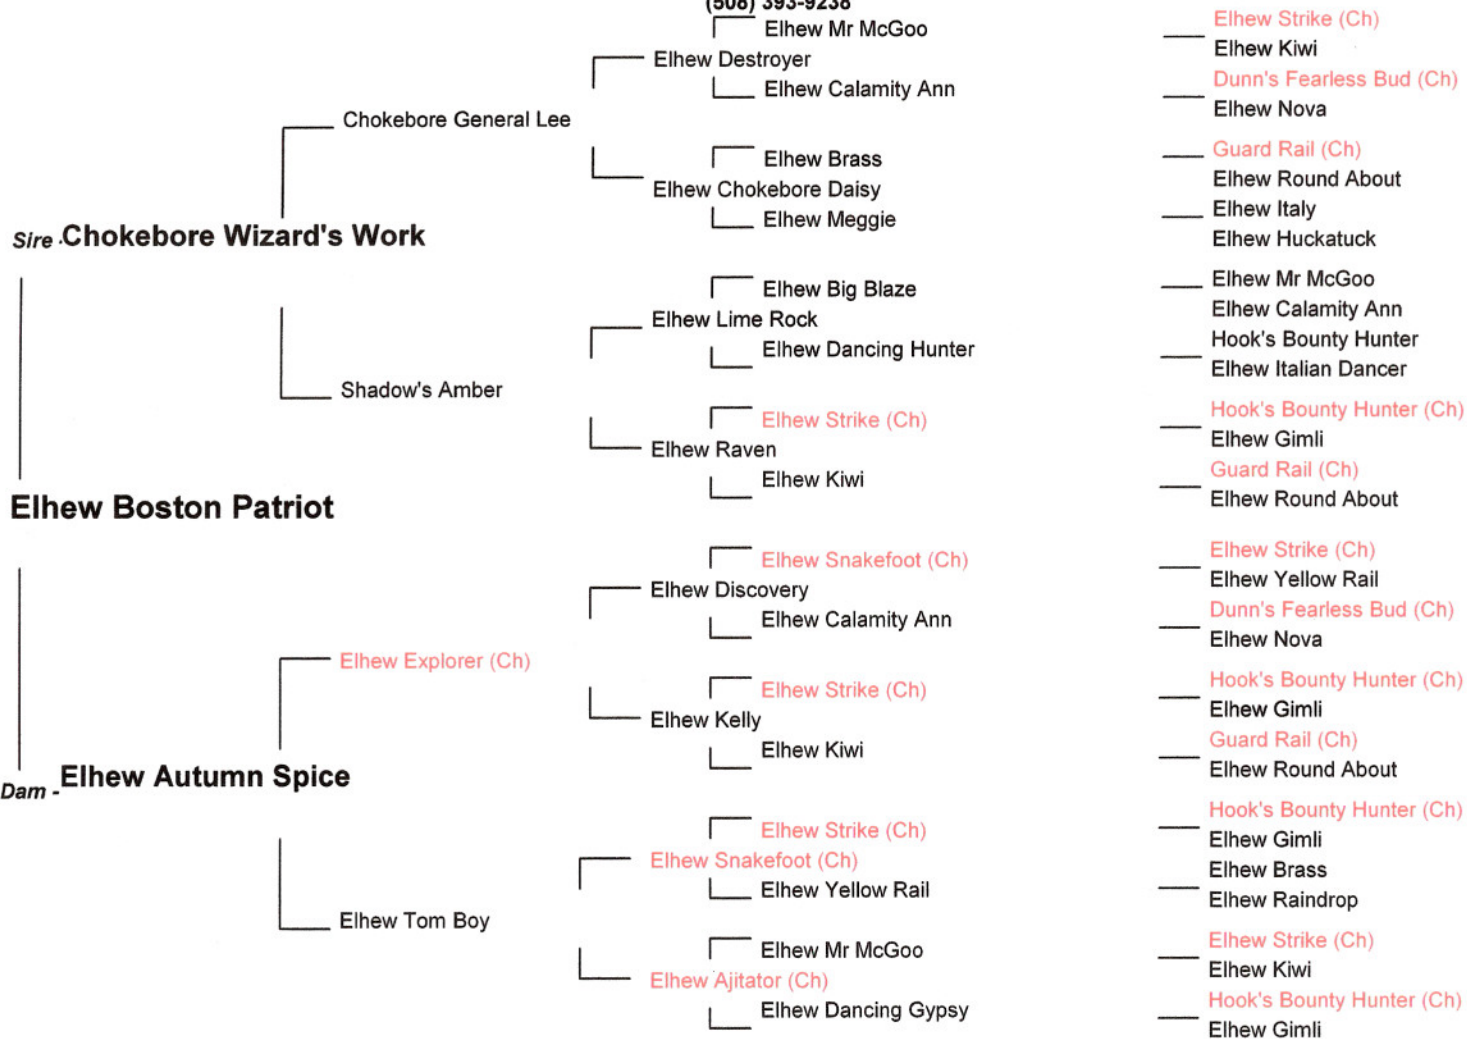 (508) 393-9238
Elhew Mr McGoo
Elhew Strike (Ch)
Elhew Kiwi
Elhew Destroyer
Dunn's Fearless Bud (Ch)
Elhew Calamity Ann
Elhew Nova
Chokebore General Lee
Guard Rail (Ch)
Elhew Brass
Elhew Round About
Elhew Chokebore Daisy
Elhew Italy
Elhew Meggie
Elhew Huckatuck
Sire - Chokebore Wizard's Work
Elhew Mr McGoo
Elhew Big Blaze
Elhew Calamity Ann
Elhew Lime Rock
Hook's Bounty Hunter
Elhew Dancing Hunter
Elhew Italian Dancer
Shadow's Amber
Hook's Bounty Hunter (Ch)
Elhew Strike (Ch)
Elhew Gimli
Elhew Raven
Guard Rail (Ch)
Elhew Kiwi
Elhew Round About
Elhew Boston Patriot
Elhew Strike (Ch)
Elhew Snakefoot (Ch)
Elhew Yellow Rail
Elhew Discovery
Dunn's Fearless Bud (Ch)
Elhew Calamity Ann
Elhew Nova
Elhew Explorer (Ch)
Hook's Bounty Hunter (Ch)
Elhew Strike (Ch)
Elhew Gimli
Elhew Kelly
Guard Rail (Ch)
Elhew Kiwi
Elhew Round About
Dam - Elhew Autumn Spice
Hook's Bounty Hunter (Ch)
Elhew Strike (Ch)
Elhew Gimli
Elhew Snakefoot (Ch)
Elhew Brass
Elhew Yellow Rail
Elhew Raindrop
Elhew Tom Boy
Elhew Strike (Ch)
Elhew Mr McGoo
Elhew Kiwi
Elhew Ajitator (Ch)
Hook's Bounty Hunter (Ch)
Elhew Dancing Gypsy
Elhew Gimli